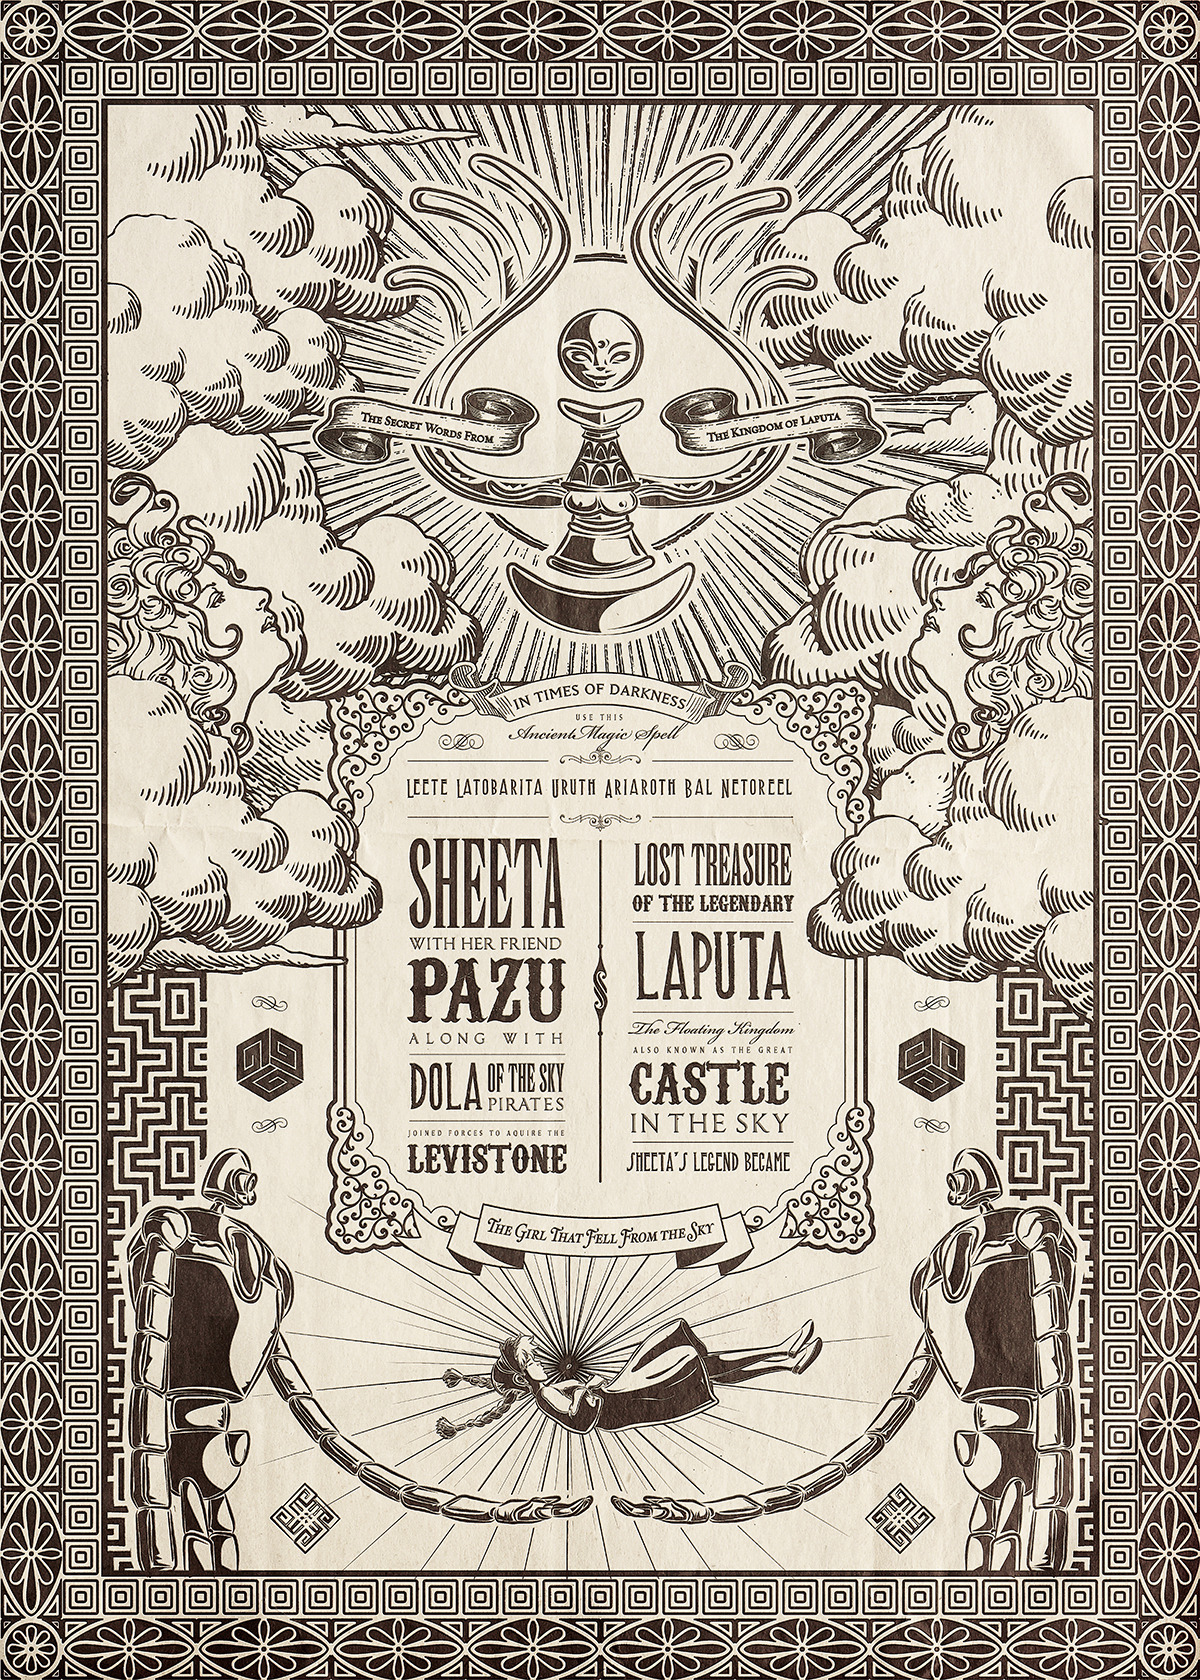 The Secret Words From
The Kingdom of Laputa
IN TIMES OF DARKNESS
USE THIS
Ancient Magic Spell
LEETE LATOBARITA URUTH ARIAROTH BAL NETOREEL
SHEETA
WITH HER FRIEND
PAZU
ALONG WITH
DOLA OF THE SKY
PIRATES
JOINED FORCES TO AQUIRE THE
LEVISTONE
LOST TREASURE
OF THE LEGENDARY
LAPUTA
The Floating Kingdom
ALSO KNOWN AS THE GREAT
CASTLE
IN THE SKY
SHEETA'S LEGEND BECAME
The Girl That Fell From the Sky